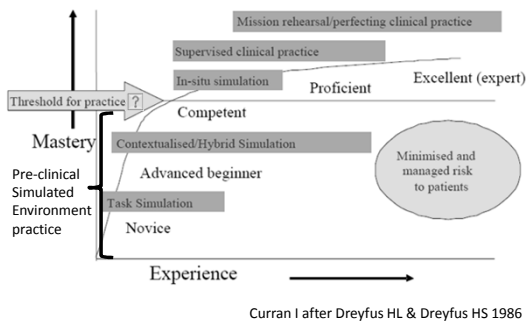 Mission rehearsal/perfecting clinical practice
Supervised clinical practice
In-situ simulation
Excellent (expert)
Proficient
Threshold for practice ?
Competent
Mastery
Contextualised/Hybrid Simulation
Minimised and
managed risk
to patients
Pre-clinical
Simulated
Environment
practice
Advanced beginner
Task Simulation
Novice
Experience
Curran I after Dreyfus HL & Dreyfus HS 1986